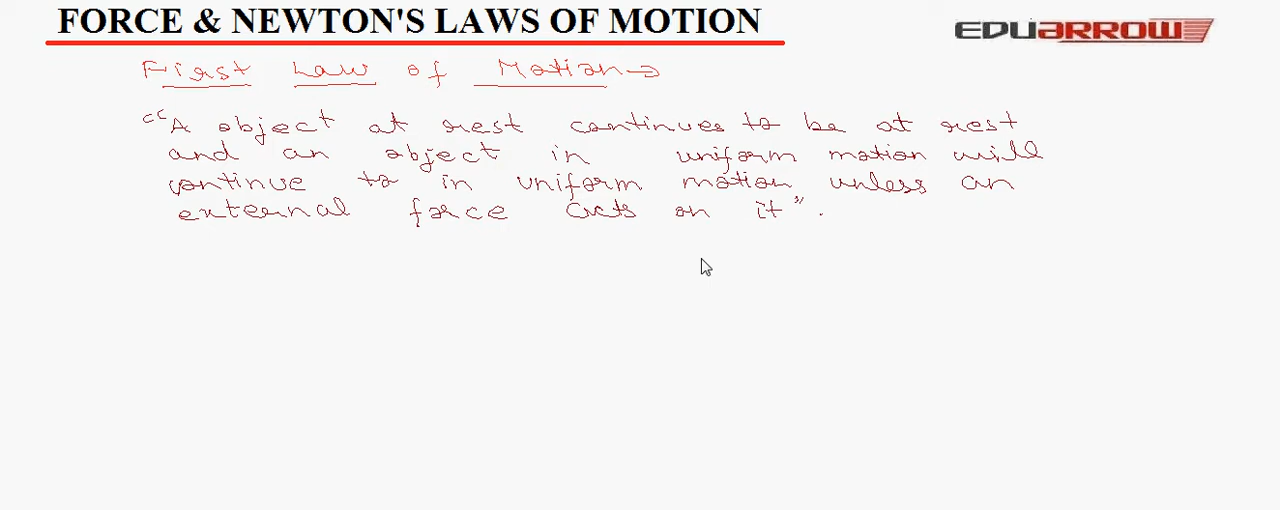 FORCE & NEWTON'S LAWS OF MOTION
EDUARROW
First Law of Motion→
“A object at rest continues to be at rest
and an object in uniform motion will
continue to in uniform motion unless an
external force acts on it”.